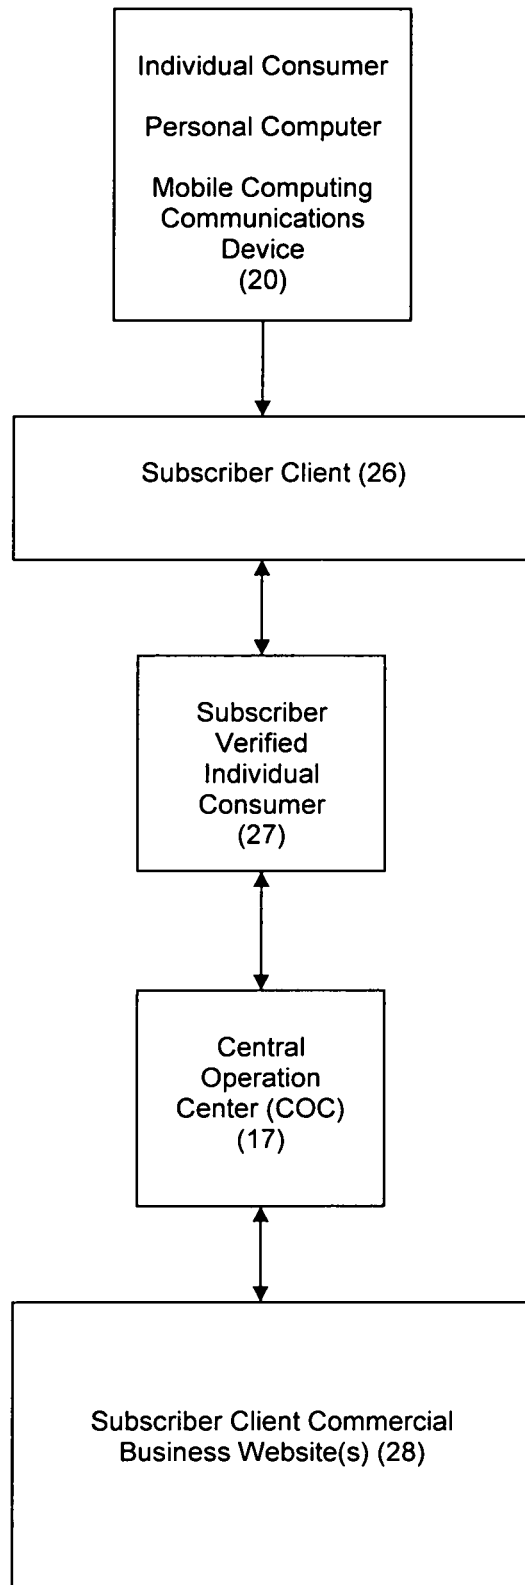 Individual Consumer
Personal Computer
Mobile Computing
Communications
Device
(20)
Subscriber Client (26)
Subscriber
Verified
Individual
Consumer
(27)
Central
Operation
Center (COC)
(17)
Subscriber Client Commercial
Business Website(s) (28)